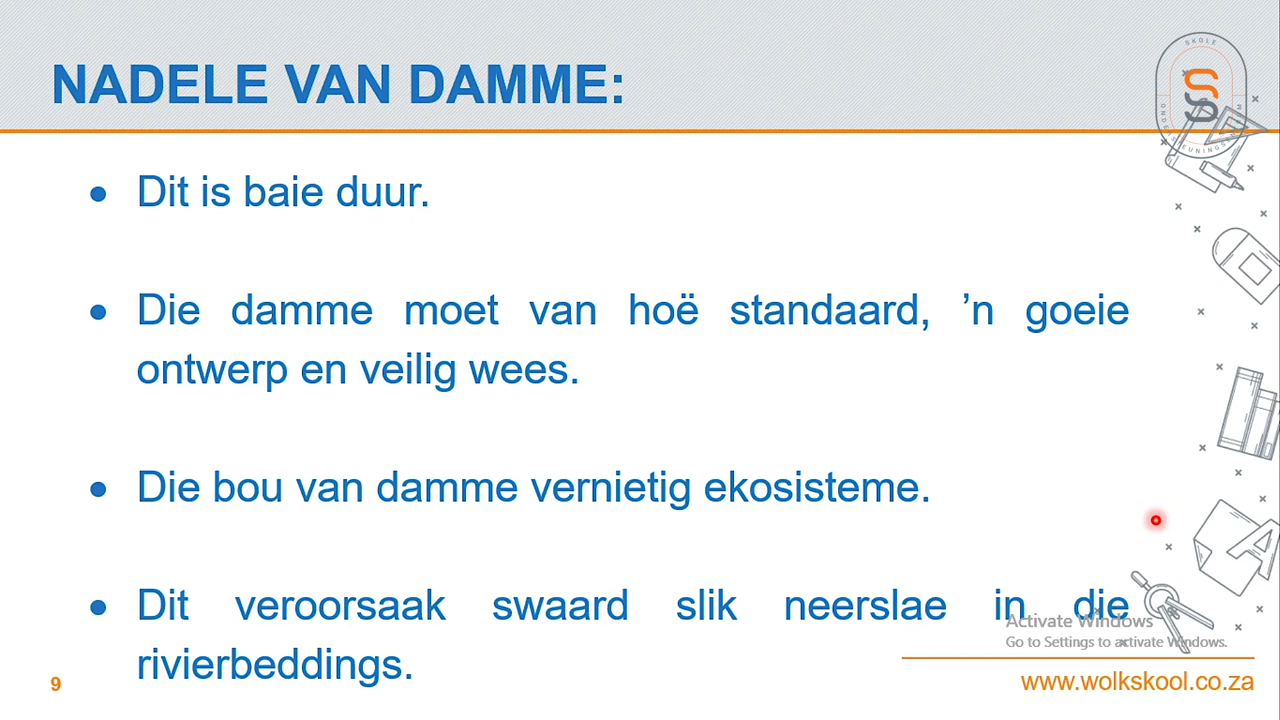 NADELE VAN DAMME:
SKOLE
ONDERSTEUNINGS
Dit is baie duur.
Die damme moet van hoë standaard, ’n goeie
ontwerp en veilig wees.
Die bou van damme vernietig ekosisteme.
Dit veroorsaak swaard slik neerslae in die
rivierbeddings.
Activate Windows
Go to Settings to activate Windows.
9
www.wolkskool.co.za